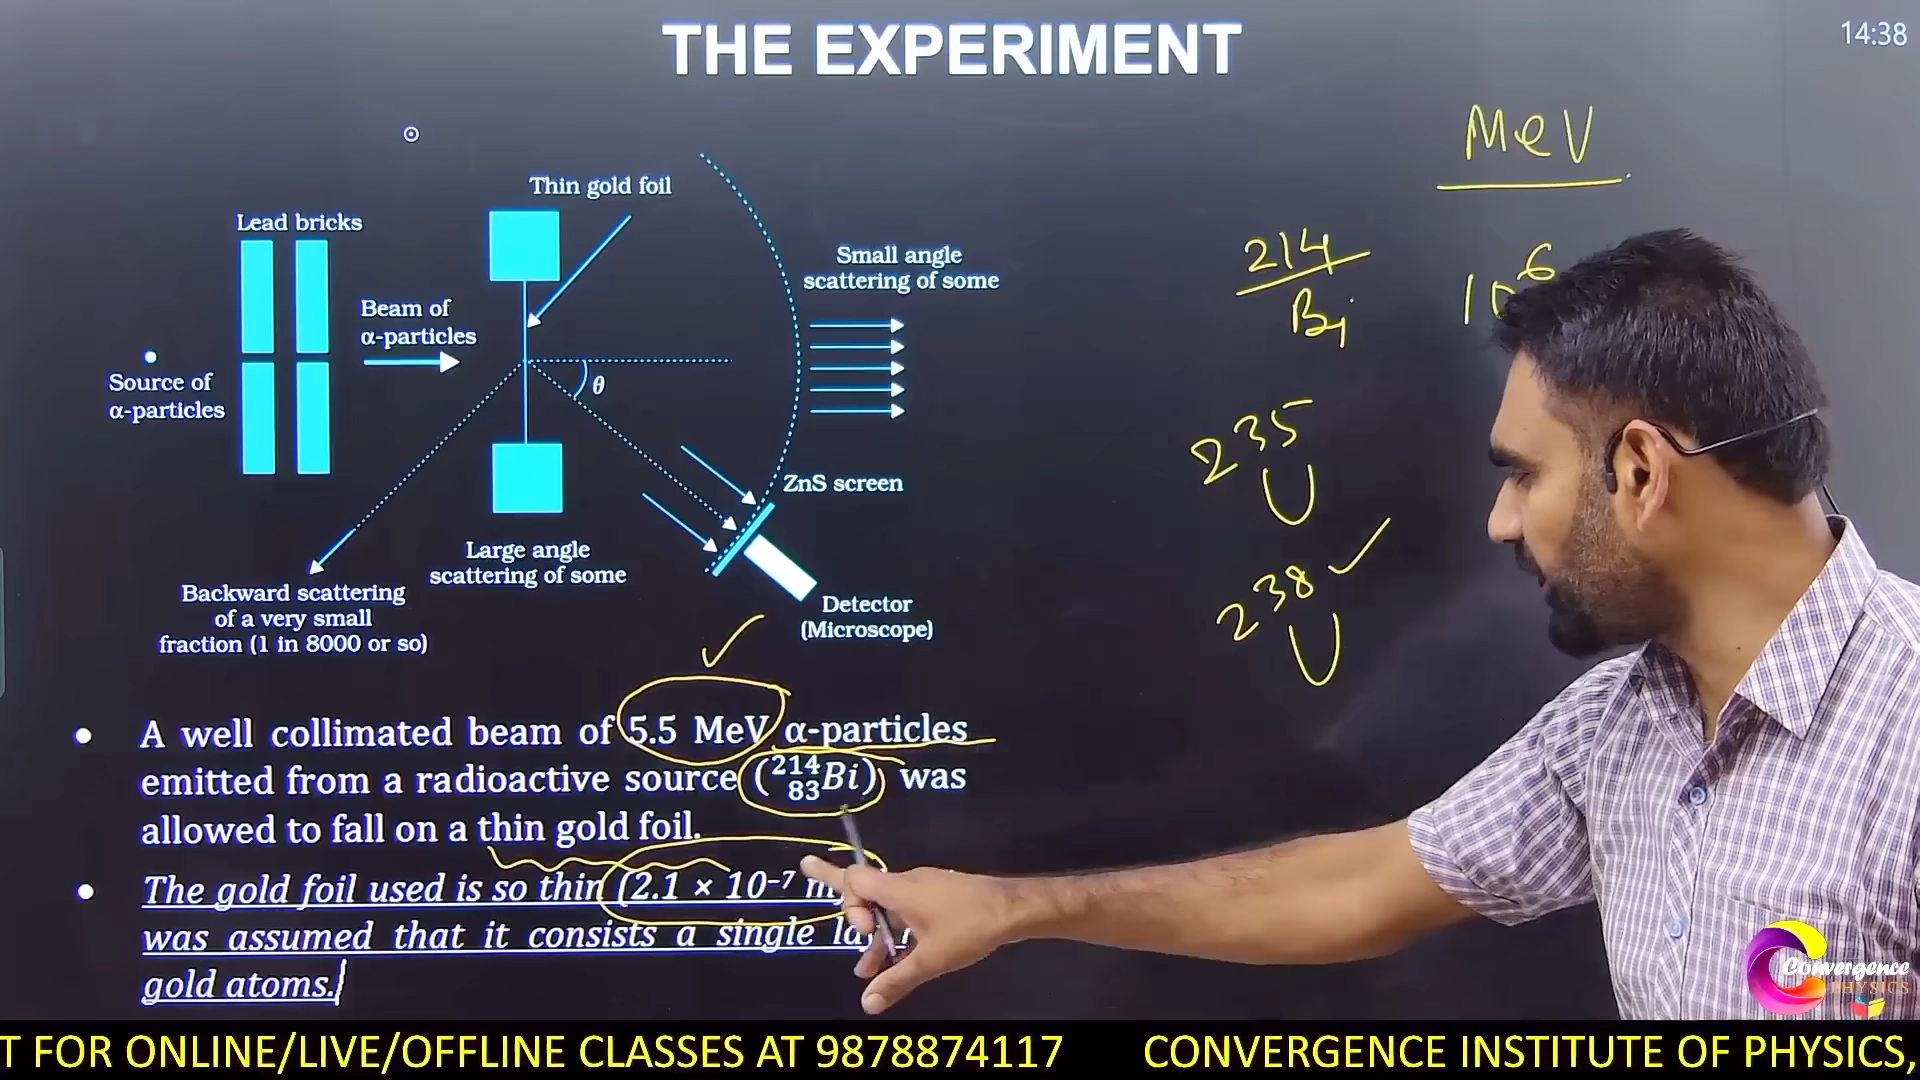 THE EXPERIMENT
14:38
MeV
Thin gold foil
Lead bricks
214
Bi
10⁶
Small angle
scattering of some
Beam of
α-particles
Source of
α-particles
θ
²³⁵U
ZnS screen
Large angle
scattering of some
²³⁸U
Backward scattering
of a very small
fraction (1 in 8000 or so)
Detector
(Microscope)
• A well collimated beam of 5.5 MeV α-particles
emitted from a radioactive source (²¹⁴₈₃Bi) was
allowed to fall on a thin gold foil.
• The gold foil used is so thin (2.1 × 10⁻⁷
was assumed that it consists a single
gold atoms.
Convergence
PHYSICS
T FOR ONLINE/LIVE/OFFLINE CLASSES AT 9878874117 CONVERGENCE INSTITUTE OF PHYSICS,